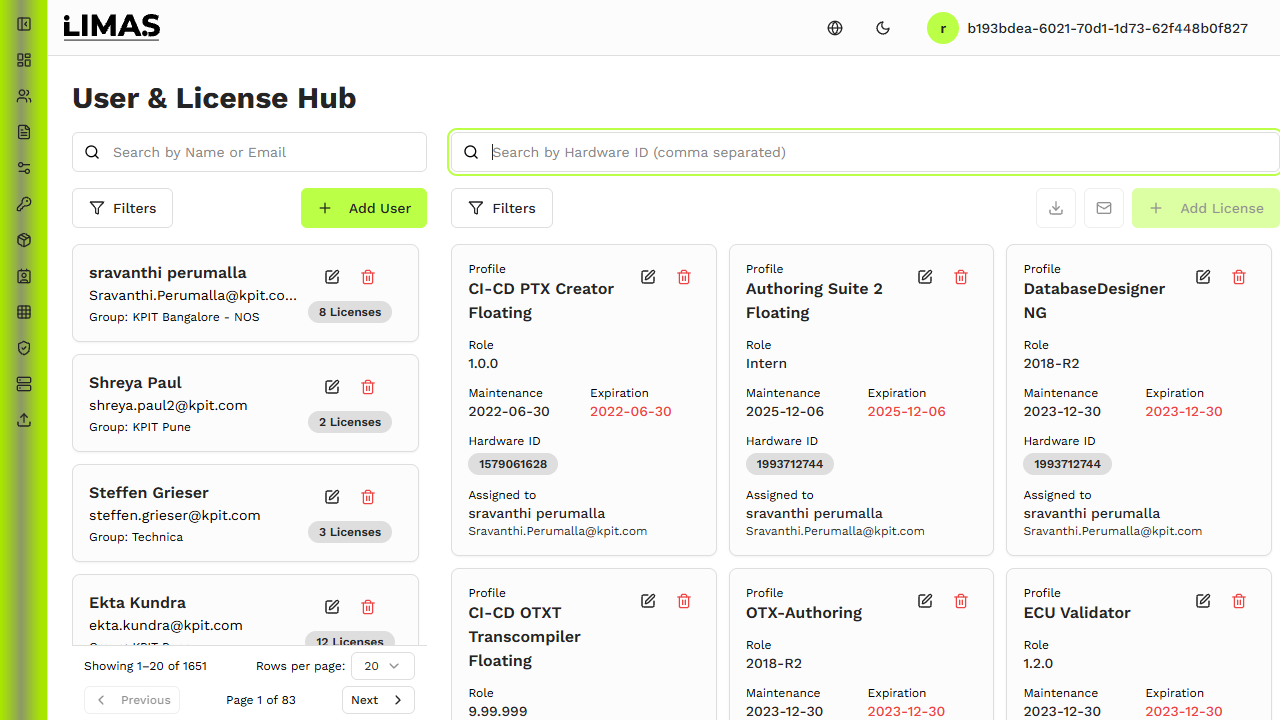 LIMAS
r
b193bdea-6021-70d1-1d73-62f448b0f827
User & License Hub
Search by Name or Email
Search by Hardware ID (comma separated)
Filters
Add User
Filters
Add License
sravanthi perumalla
Sravanthi.Perumalla@kpit.co...
Group: KPIT Bangalore - NOS
8 Licenses
Shreya Paul
shreya.paul2@kpit.com
Group: KPIT Pune
2 Licenses
Steffen Grieser
steffen.grieser@kpit.com
Group: Technica
3 Licenses
Ekta Kundra
ekta.kundra@kpit.com
12 Licenses
Showing 1–20 of 1651
Rows per page:
20
Previous
Page 1 of 83
Next
Profile
CI-CD PTX Creator
Floating
Role
1.0.0
Maintenance
Expiration
2022-06-30
2022-06-30
Hardware ID
1579061628
Assigned to
sravanthi perumalla
Sravanthi.Perumalla@kpit.com
Profile
Authoring Suite 2
Floating
Role
Intern
Maintenance
Expiration
2025-12-06
2025-12-06
Hardware ID
1993712744
Assigned to
sravanthi perumalla
Sravanthi.Perumalla@kpit.com
Profile
DatabaseDesigner
NG
Role
2018-R2
Maintenance
Expiration
2023-12-30
2023-12-30
Hardware ID
1993712744
Assigned to
sravanthi perumalla
Sravanthi.Perumalla@kpit.com
Profile
CI-CD OTXT
Transcompiler
Floating
Role
9.99.999
Profile
OTX-Authoring
Role
2018-R2
Maintenance
Expiration
2023-12-30
2023-12-30
Profile
ECU Validator
Role
1.2.0
Maintenance
Expiration
2023-12-30
2023-12-30